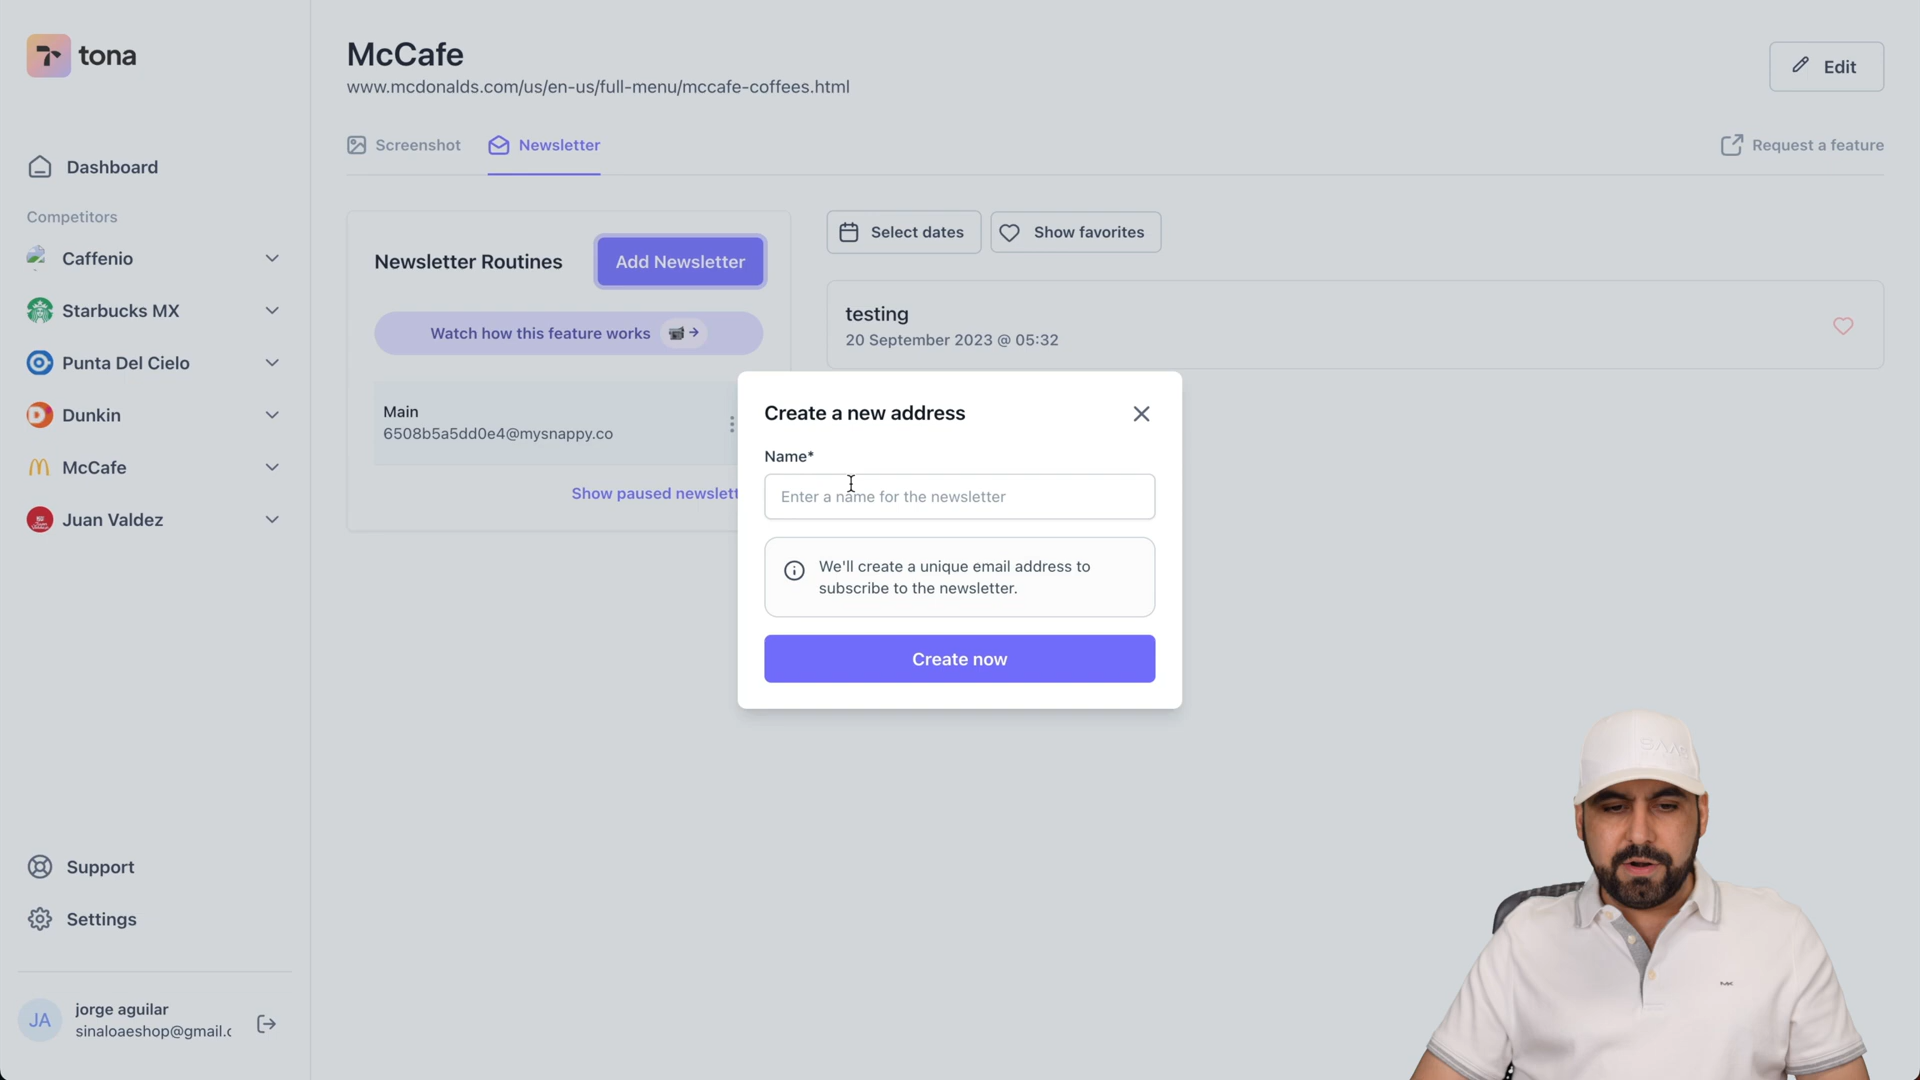 tona
McCafe
www.mcdonalds.com/us/en-us/full-menu/mccafe-coffees.html
Edit
Screenshot
Newsletter
Request a feature
Dashboard
Competitors
Caffenio
Starbucks MX
Punta Del Cielo
Dunkin
McCafe
Juan Valdez
Newsletter Routines
Add Newsletter
Watch how this feature works
Main
6508b5a5dd0e4@mysnappy.co
Show paused newslett
Select dates
Show favorites
testing
20 September 2023 @ 05:32
Create a new address
Name*
Enter a name for the newsletter
We'll create a unique email address to
subscribe to the newsletter.
Create now
Support
Settings
JA
jorge aguilar
sinaloaeshop@gmail.c
MK